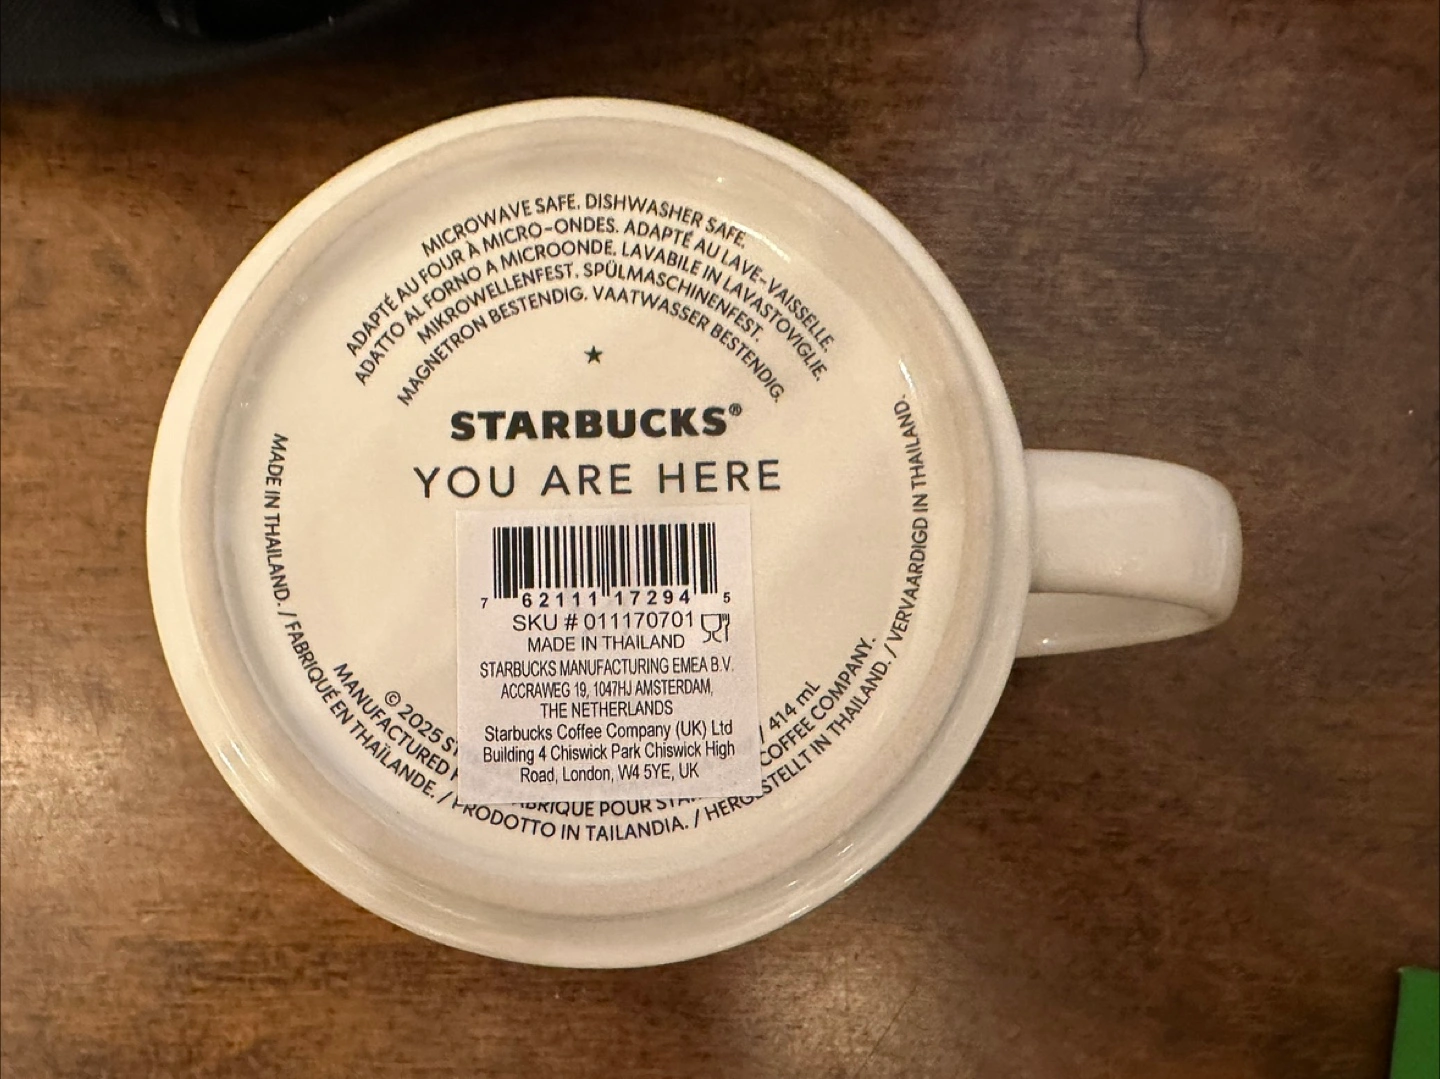 MICROWAVE SAFE. DISHWASHER SAFE.
ADAPTÉ AU FOUR À MICRO-ONDES. ADAPTÉ AU LAVE-VAISSELLE.
ADATTO AL FORNO A MICROONDE. LAVABILE IN LAVASTOVIGLIE.
MIKROWELLENFEST. SPÜLMASCHINENFEST.
MAGNETRON BESTENDIG. VAATWASSER BESTENDIG.
STARBUCKS®
YOU ARE HERE
7 62111 17294 5
SKU # 011170701
MADE IN THAILAND
STARBUCKS MANUFACTURING EMEA B.V.
ACCRAWEG 19, 1047HJ AMSTERDAM,
THE NETHERLANDS
Starbucks Coffee Company (UK) Ltd
Building 4 Chiswick Park Chiswick High
Road, London, W4 5YE, UK
© 2025 414 mL
MANUFACTURED POUR COFFEE COMPANY.
MADE IN THAILAND. / FABRIQUÉ EN THAÏLANDE. / PRODOTTO IN TAILANDIA. / HERGESTELLT IN THAILAND. / VERVAARDIGD IN THAILAND.